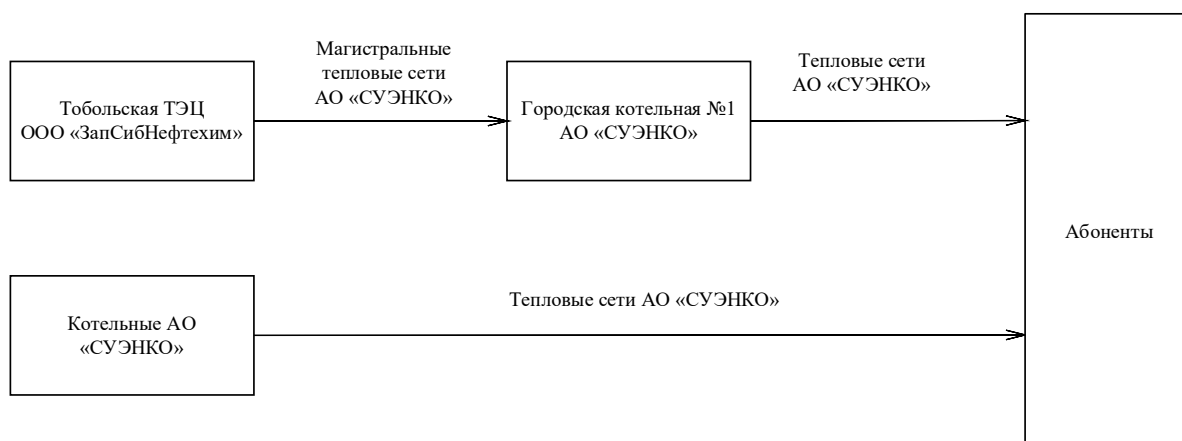 Магистральные
тепловые сети
АО «СУЭНКО»
Тепловые сети
АО «СУЭНКО»
Тобольская ТЭЦ
ООО «ЗапСибНефтехим»
Городская котельная №1
АО «СУЭНКО»
Абоненты
Тепловые сети АО «СУЭНКО»
Котельные АО
«СУЭНКО»